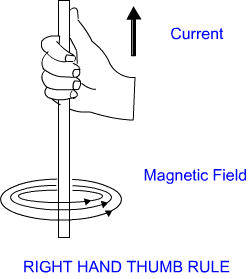 Current
Magnetic Field
RIGHT HAND THUMB RULE